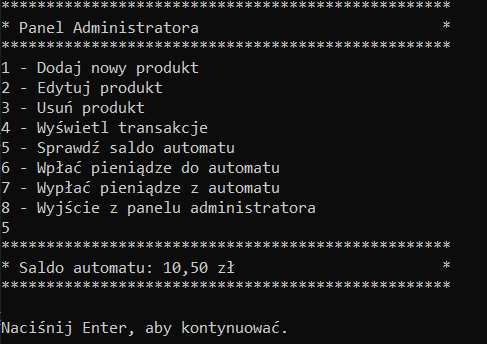 **************************************************
* Panel Administratora                           *
**************************************************
1 - Dodaj nowy produkt
2 - Edytuj produkt
3 - Usuń produkt
4 - Wyświetl transakcje
5 - Sprawdź saldo automatu
6 - Wpłać pieniądze do automatu
7 - Wypłać pieniądze z automatu
8 - Wyjście z panelu administratora
5
**************************************************
* Saldo automatu: 10,50 zł                       *
**************************************************
Naciśnij Enter, aby kontynuować.